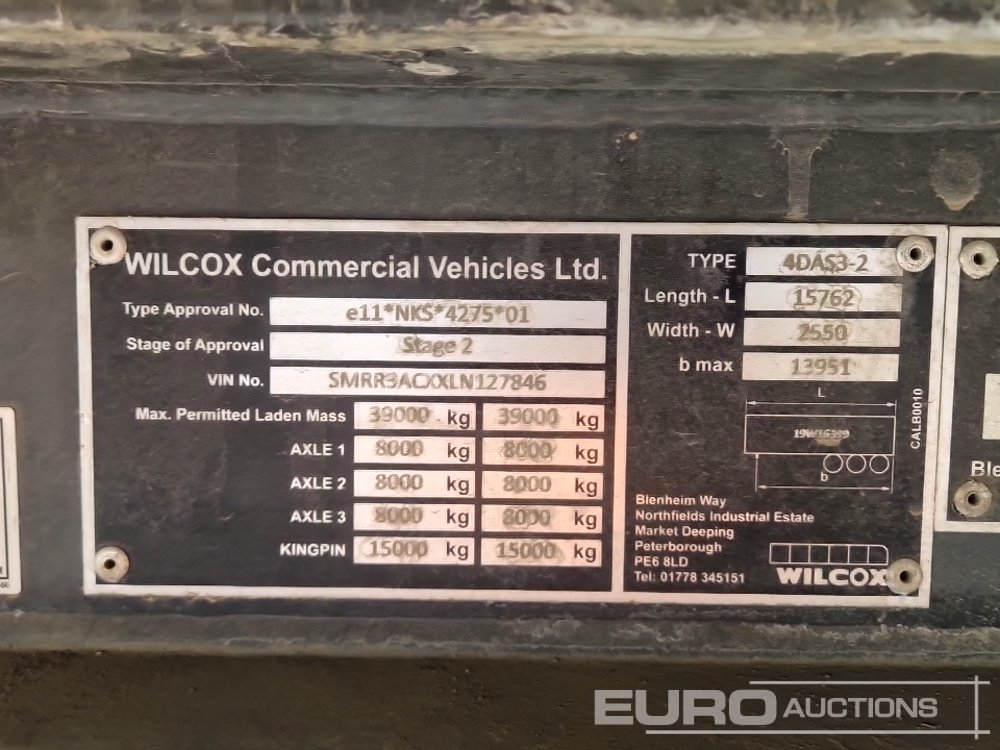 WILCOX Commercial Vehicles Ltd.
Type Approval No. e11*NKS*4275*01
Stage of Approval Stage 2
VIN No. SMRR3ACXXLN127846
Max. Permitted Laden Mass 39000 kg 39000 kg
AXLE 1 8000 kg 8000 kg
AXLE 2 8000 kg 8000 kg
AXLE 3 8000 kg 8000 kg
KINGPIN 15000 kg 15000 kg
TYPE 4DAS3-2
Length - L 15762
Width - W 2550
b max 13951
L
b
CALB0010
Blenheim Way
Northfields Industrial Estate
Market Deeping
Peterborough
PE6 8LD
Tel: 01778 345151
WILCOX
EURO AUCTIONS